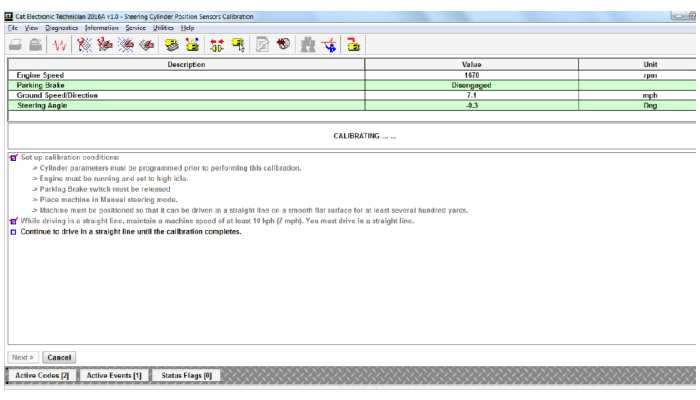 Cat Electronic Technician 2016A v1.0 - Steering Cylinder Position Sensors Calibration
File View Diagnostics Information Service Utilities Help
Description Value Unit
Engine Speed 1670 rpm
Parking Brake Disengaged
Ground Speed/Direction 7.1 mph
Steering Angle -0.3 Deg
CALIBRATING ... ...
Set up calibration conditions:
> Cylinder parameters must be programmed prior to performing this calibration.
> Engine must be running and set to high idle.
> Parking Brake switch must be released
> Place machine in Manual steering mode.
> Machine must be positioned so that it can be driven in a straight line on a smooth flat surface for at least several hundred yards.
While driving in a straight line, maintain a machine speed of at least 10 kph (7 mph). You must drive in a straight line.
Continue to drive in a straight line until the calibration completes.
Next > Cancel
Active Codes [2] Active Events [1] Status Flags [0]